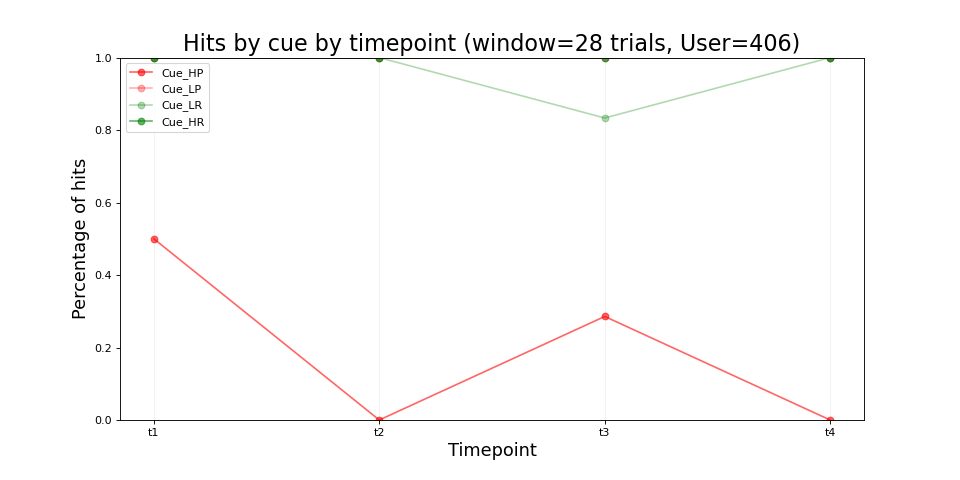 Hits by cue by timepoint (window=28 trials, User=406)
Percentage of hits
1.0
0.8
0.6
0.4
0.2
0.0
Cue_HP
Cue_LP
Cue_LR
Cue_HR
t1 t2 t3 t4
Timepoint